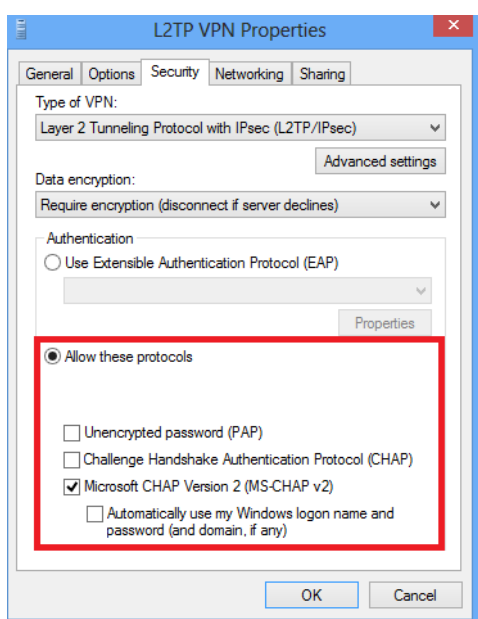 L2TP VPN Properties
General Options Security Networking Sharing
Type of VPN:
Layer 2 Tunneling Protocol with IPsec (L2TP/IPsec)
Advanced settings
Data encryption:
Require encryption (disconnect if server declines)
Authentication
Use Extensible Authentication Protocol (EAP)
Properties
Allow these protocols
Unencrypted password (PAP)
Challenge Handshake Authentication Protocol (CHAP)
Microsoft CHAP Version 2 (MS-CHAP v2)
Automatically use my Windows logon name and
password (and domain, if any)
OK Cancel